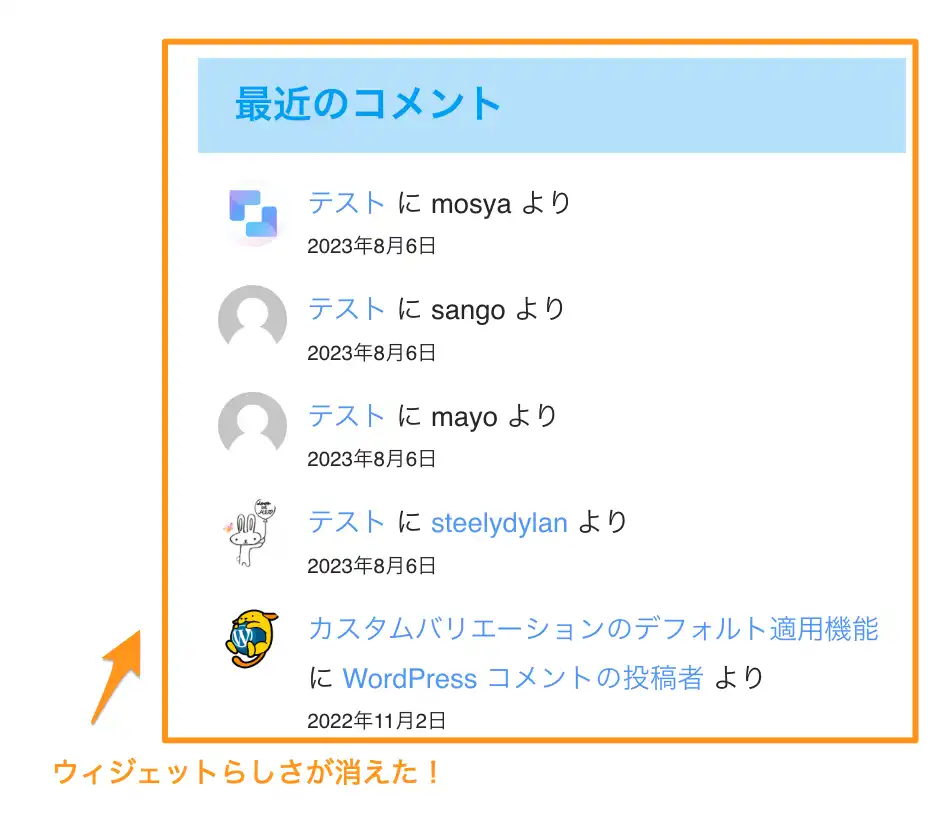 最近のコメント
テスト に mosya より
2023年8月6日
テスト に sango より
2023年8月6日
テスト に mayo より
2023年8月6日
テスト に steelydylan より
2023年8月6日
カスタムバリエーションのデフォルト適用機能
に WordPress コメントの投稿者 より
2022年11月2日
ウィジェットらしさが消えた！